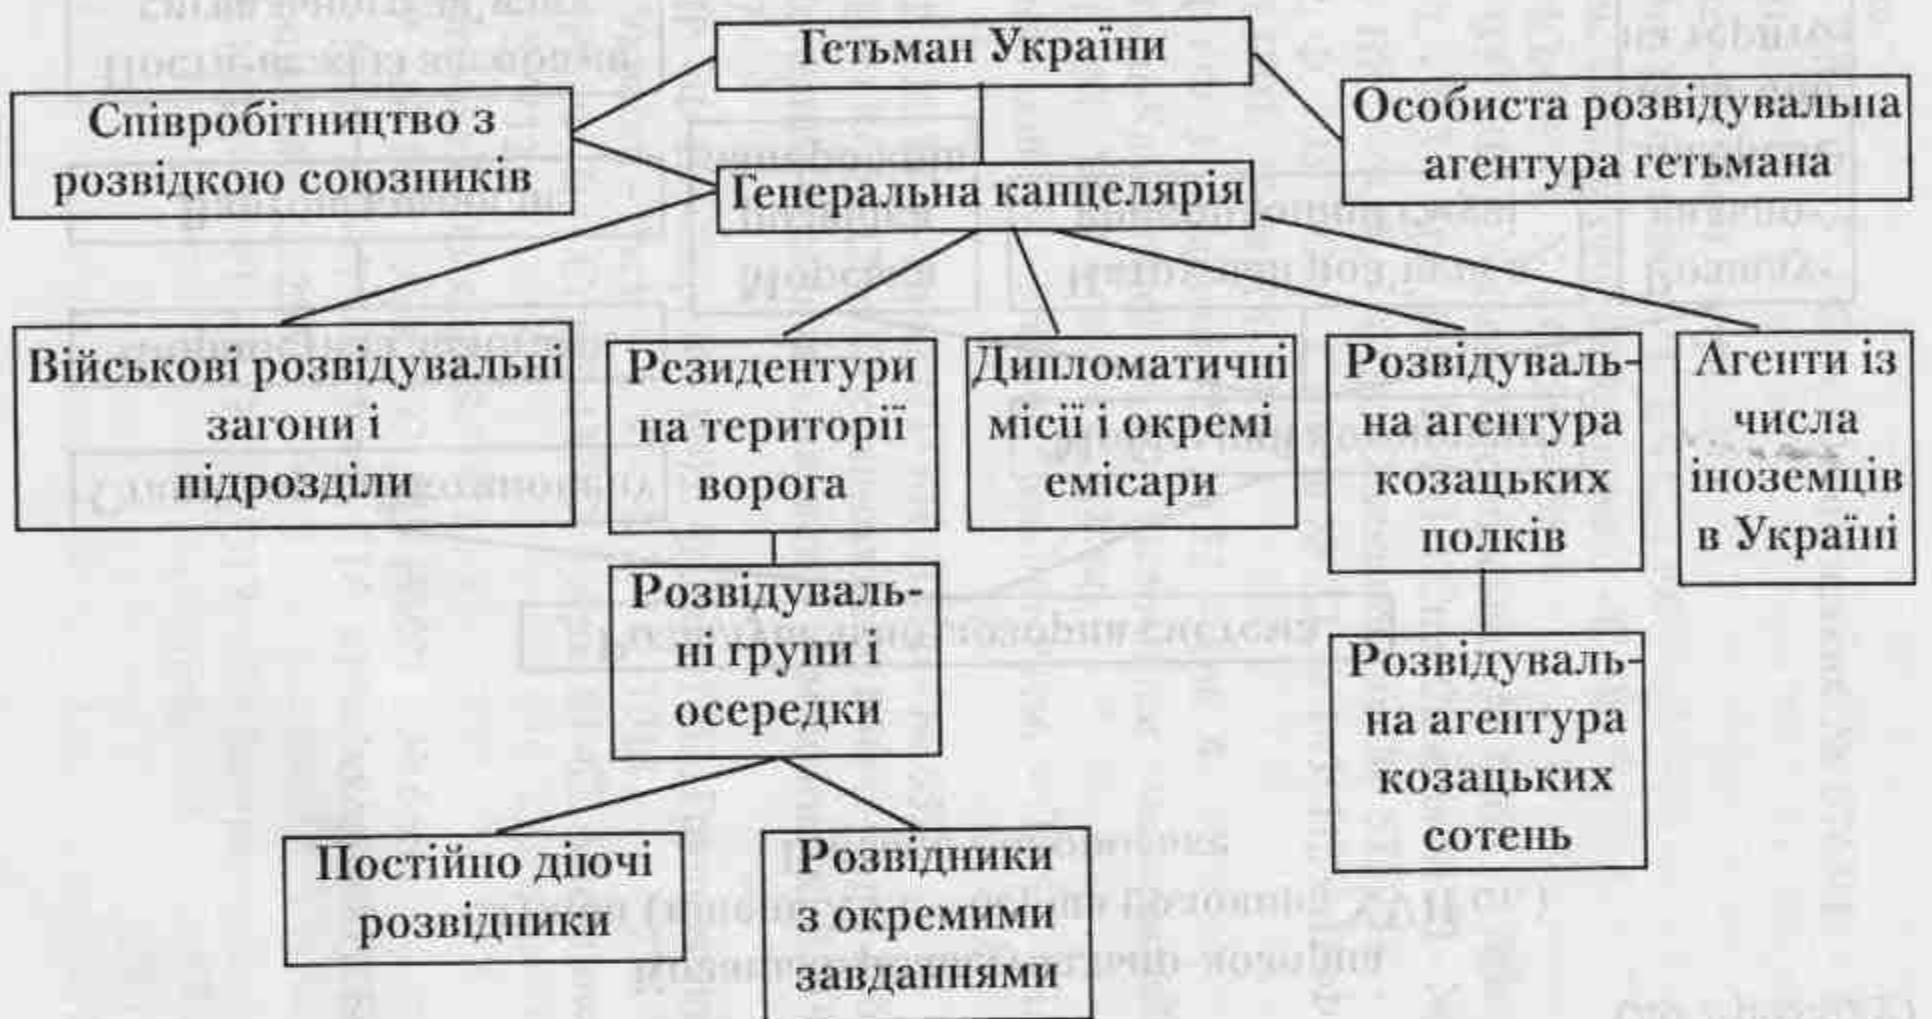 Гетьман України
Співробітництво з
розвідкою союзників
Особиста розвідувальна
агентура гетьмана
Генеральна канцелярія
Військові розвідувальні
загони і
підрозділи
Резидентури
на території
ворога
Дипломатичні
місії і окремі
емісари
Розвідуваль-
на агентура
козацьких
полків
Агенти із
числа
іноземців
в Україні
Розвідуваль-
ні групи і
осередки
Розвідуваль-
на агентура
козацьких
сотень
Постійно діючі
розвідники
Розвідники
з окремими
завданнями